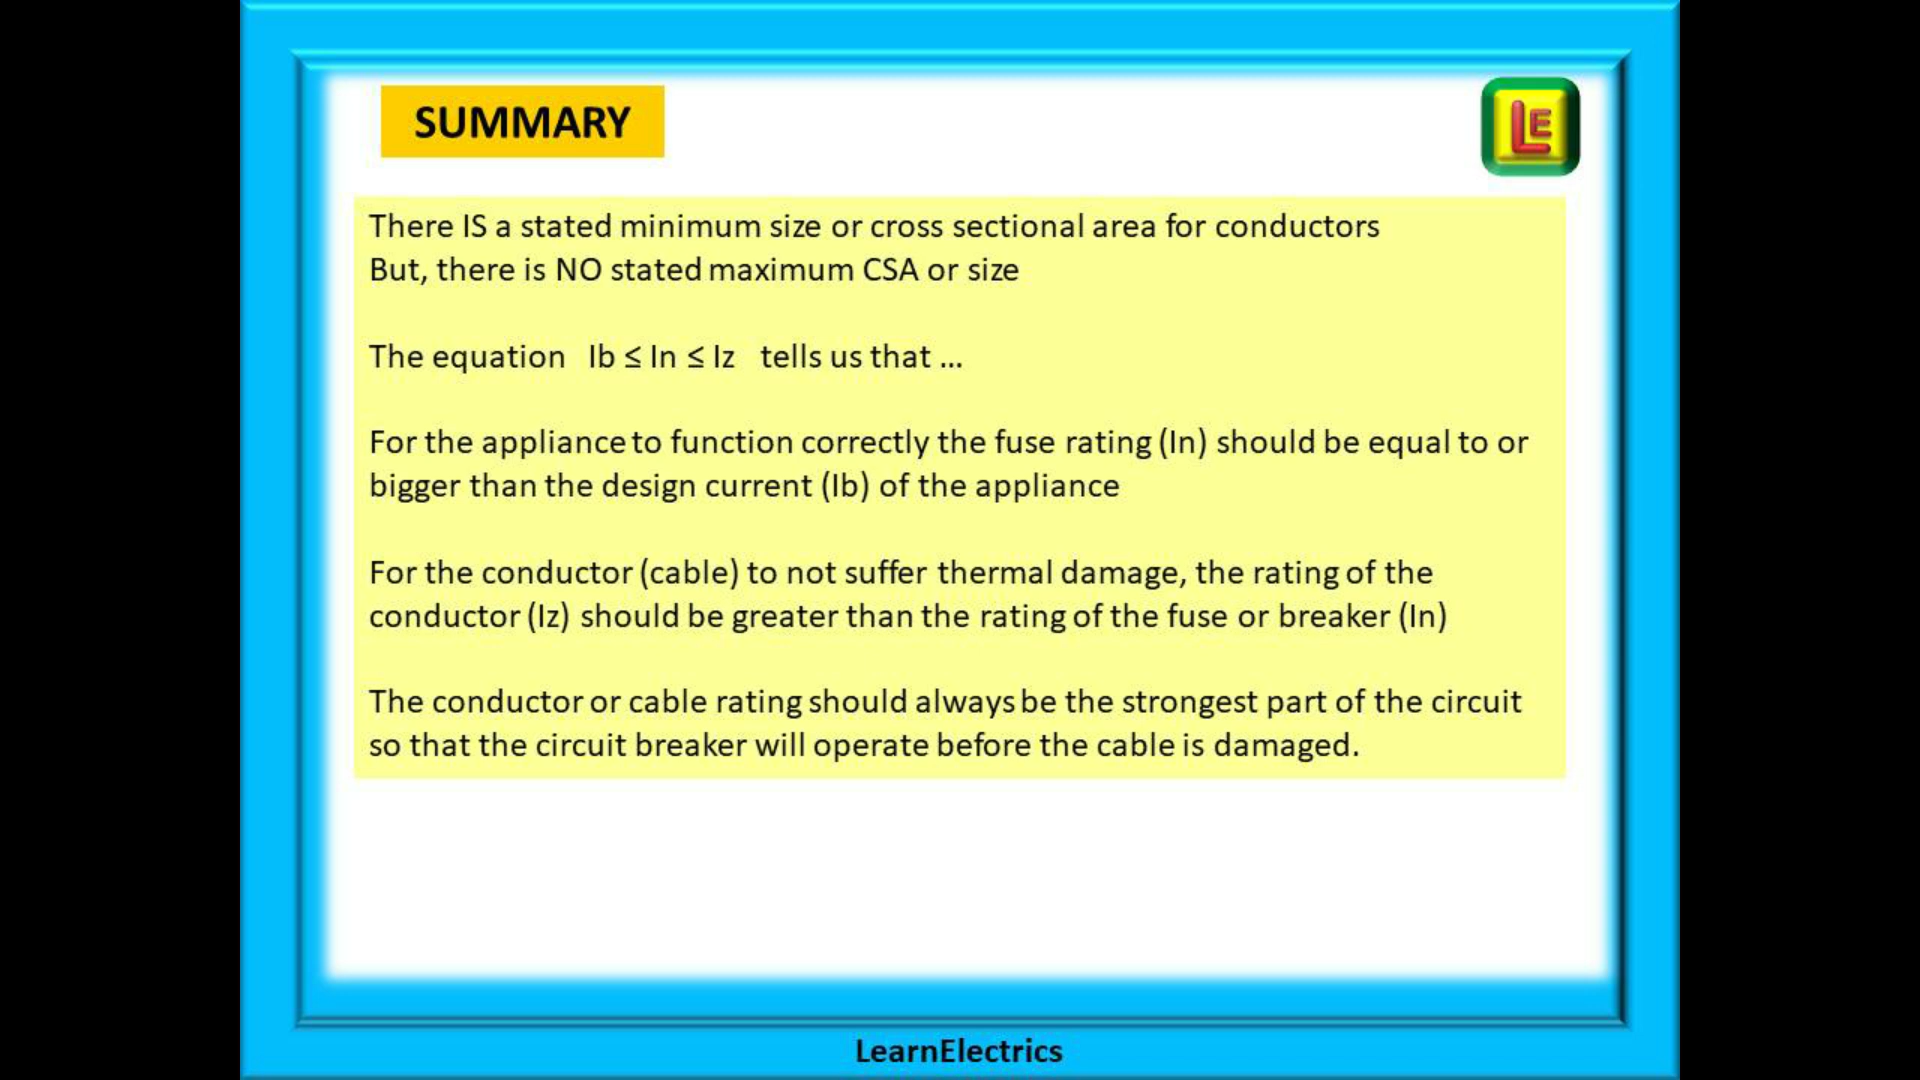 SUMMARY
LE
There IS a stated minimum size or cross sectional area for conductors
But, there is NO stated maximum CSA or size
The equation Ib ≤ In ≤ Iz tells us that ...
For the appliance to function correctly the fuse rating (In) should be equal to or
bigger than the design current (Ib) of the appliance
For the conductor (cable) to not suffer thermal damage, the rating of the
conductor (Iz) should be greater than the rating of the fuse or breaker (In)
The conductor or cable rating should always be the strongest part of the circuit
so that the circuit breaker will operate before the cable is damaged.
LearnElectrics